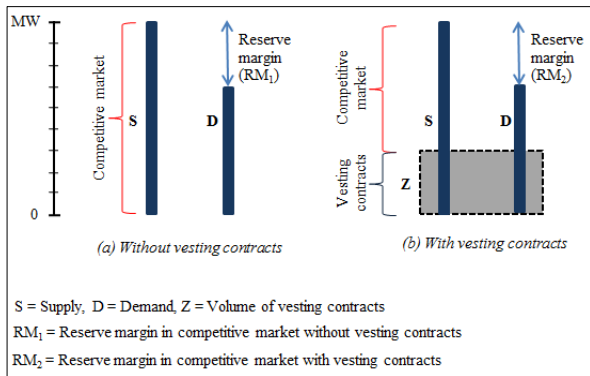 MW
0
Competitive market
S
D
Reserve
margin
(RM₁)
(a) Without vesting contracts
Competitive
market
Vesting
contracts
Z
S
D
Reserve
margin
(RM₂)
(b) With vesting contracts
S = Supply, D = Demand, Z = Volume of vesting contracts
RM₁ = Reserve margin in competitive market without vesting contracts
RM₂ = Reserve margin in competitive market with vesting contracts